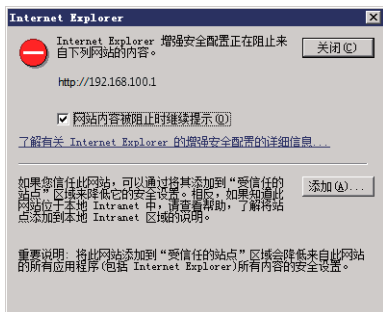 Internet Explorer
Internet Explorer 增强安全配置正在阻止来
自下列网站的内容。
关闭(C)
http://192.168.100.1
网站内容被阻止时继续提示(O)
了解有关 Internet Explorer 的增强安全配置的详细信息...
如果您信任此网站，可以通过将其添加到“受信任的
站点”区域来降低它的安全设置。相反，如果知道此
网站位于本地 Intranet 中，请查看帮助，了解将站
点添加到本地 Intranet 区域的说明。
添加(A)...
重要说明: 将此网站添加到“受信任的站点”区域会降低来自此网站
的所有应用程序(包括 Internet Explorer)所有内容的安全设置。